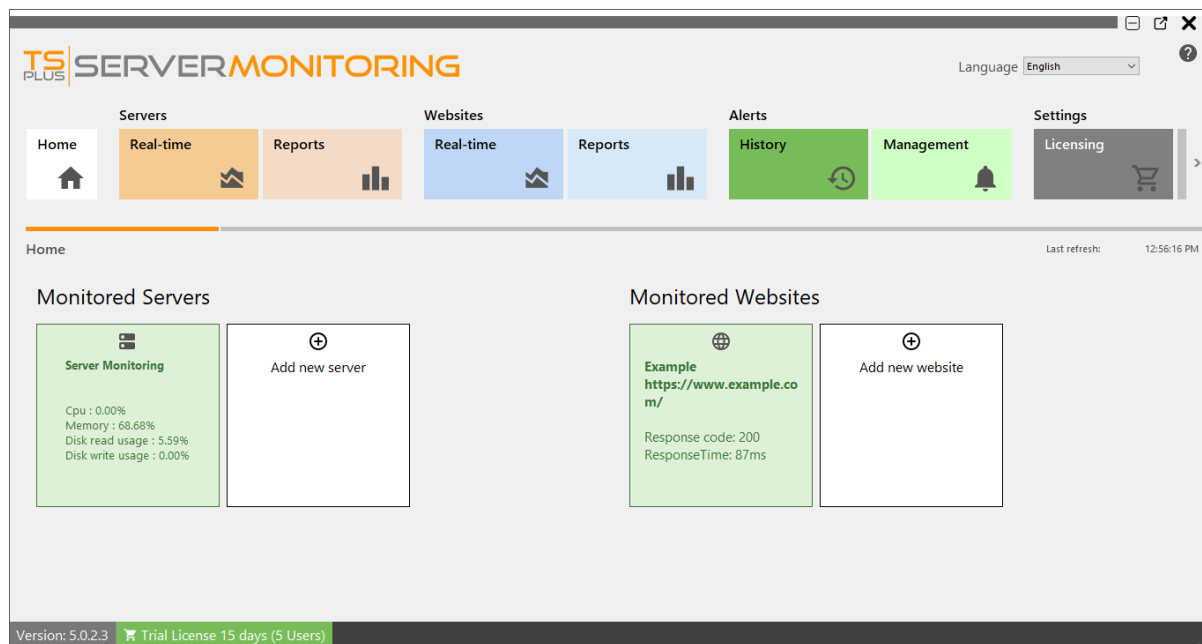 TS PLUS SERVERMONITORING
Language English
Servers
Websites
Alerts
Settings
Home
Real-time
Reports
Real-time
Reports
History
Management
Licensing
Home
Last refresh: 12:56:16 PM
Monitored Servers
Server Monitoring
Cpu : 0.00%
Memory : 68.68%
Disk read usage : 5.59%
Disk write usage : 0.00%
Add new server
Monitored Websites
Example
https://www.example.co
m/
Response code: 200
ResponseTime: 87ms
Add new website
Version: 5.0.2.3
Trial License 15 days (5 Users)